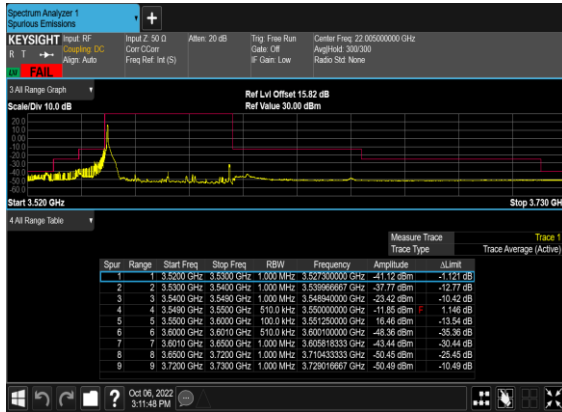 Spectrum Analyzer 1
Spurious Emissions
KEYSIGHT Input: RF Input Z: 50 Ω Atten: 20 dB Trig: Free Run Center Freq: 22.005000000 GHz
R T Coupling: DC Corr CCorr Gate: Off Avg|Hold: 300/300
Align: Auto Freq Ref: Int (S) IF Gain: Low Radio Std: None
FAIL
3 All Range Graph
Ref Lvl Offset 15.82 dB
Scale/Div 10.0 dB Ref Value 30.00 dBm
20.0
10.0
0.00
-10.0
-20.0
-30.0
-40.0
-50.0
-60.0
Start 3.520 GHz Stop 3.730 GH
4 All Range Table
Measure Trace Trace 1
Trace Type Trace Average (Active)
Spur Range Start Freq Stop Freq RBW Frequency Amplitude ΔLimit
1 1 3.5200 GHz 3.5300 GHz 1.000 MHz 3.527300000 GHz -41.12 dBm -1.121 dB
2 2 3.5300 GHz 3.5400 GHz 1.000 MHz 3.539966667 GHz -37.77 dBm -12.77 dB
3 3 3.5400 GHz 3.5490 GHz 1.000 MHz 3.548940000 GHz -23.42 dBm -10.42 dB
4 4 3.5490 GHz 3.5500 GHz 510.0 kHz 3.550000000 GHz -11.85 dBm F 1.146 dB
5 5 3.5500 GHz 3.6000 GHz 100.0 kHz 3.551250000 GHz 16.46 dBm -13.54 dB
6 6 3.6000 GHz 3.6010 GHz 510.0 kHz 3.600100000 GHz -48.36 dBm -35.36 dB
7 7 3.6010 GHz 3.6500 GHz 1.000 MHz 3.605818333 GHz -43.44 dBm -30.44 dB
8 8 3.6500 GHz 3.7200 GHz 1.000 MHz 3.710433333 GHz -50.45 dBm -25.45 dB
9 9 3.7200 GHz 3.7300 GHz 1.000 MHz 3.729016667 GHz -50.49 dBm -10.49 dB
Oct 06, 2022
3:11:48 PM